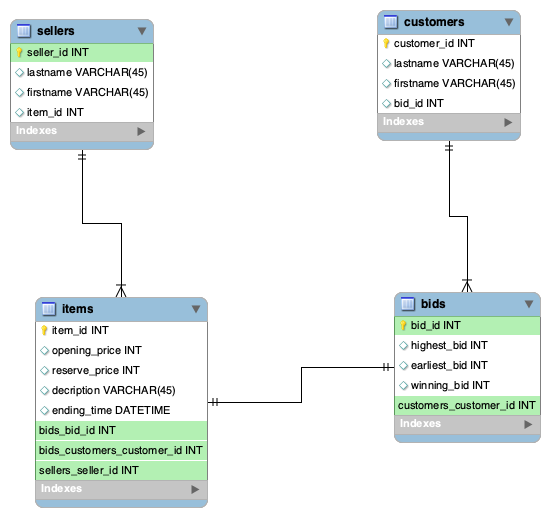 sellers
seller_id INT
lastname VARCHAR(45)
firstname VARCHAR(45)
item_id INT
Indexes
customers
customer_id INT
lastname VARCHAR(45)
firstname VARCHAR(45)
bid_id INT
Indexes
items
item_id INT
opening_price INT
reserve_price INT
decription VARCHAR(45)
ending_time DATETIME
bids_bid_id INT
bids_customers_customer_id INT
sellers_seller_id INT
Indexes
bids
bid_id INT
highest_bid INT
earliest_bid INT
winning_bid INT
customers_customer_id INT
Indexes